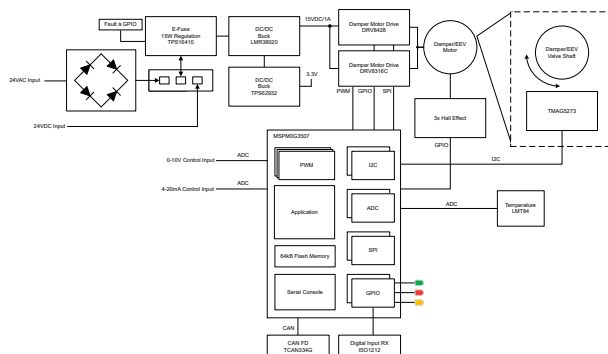 Fault à GPIO
E-Fuse
15W Regulation
TPS16410
DC/DC
Buck
LMR38020
15VDC/1A
Damper Motor Drive
DRV8428
Damper Motor Drive
DRV8316C
Damper/EEV
Motor
Damper/EEV
Valve Shaft
24VAC Input
DC/DC
Buck
TPS62932
3.3V
PWM
GPIO
SPI
3x Hall Effect
TMAG5273
24VDC Input
MSPM0G3507
GPIO
I2C
0-10V Control Input
ADC
PWM
I2C
4-20mA Control Input
ADC
Application
ADC
ADC
Temperature
LMT84
64kB Flash Memory
SPI
Serial Console
GPIO
CAN
CAN FD
TCAN334G
Digital Input RX
ISO1212